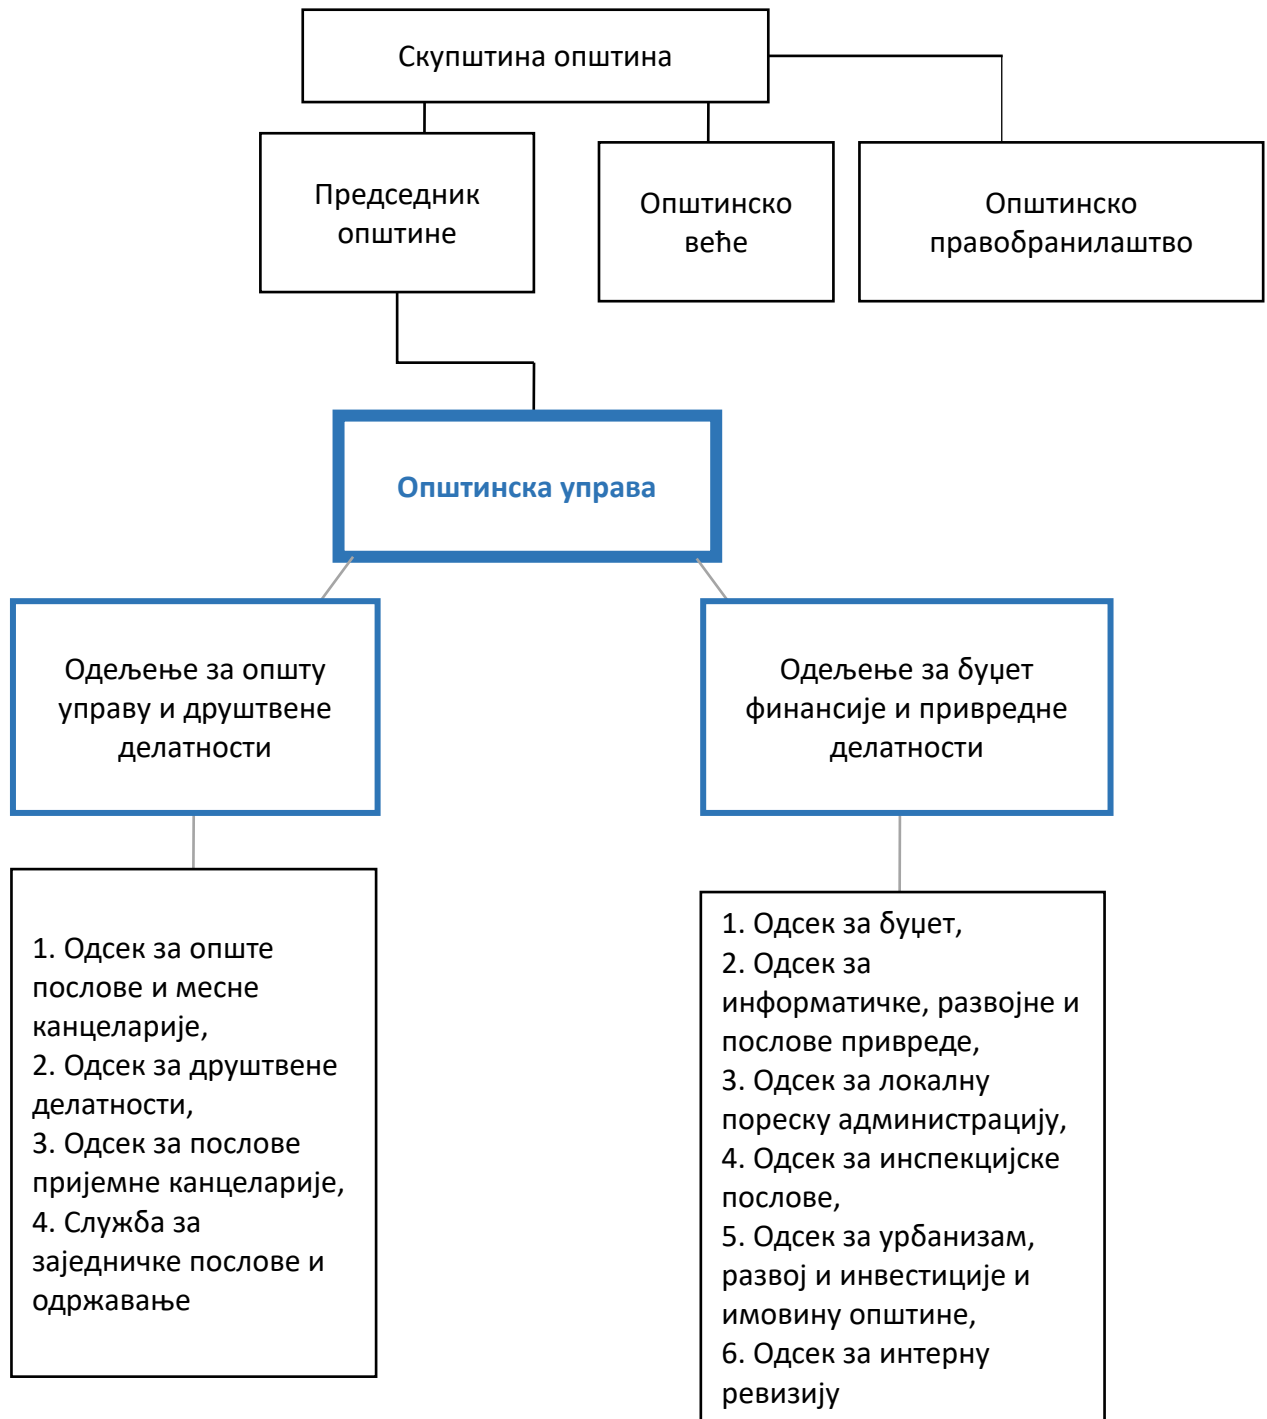 Скупштина општина
Председник
општине
Општинско
веће
Општинско
правобранилаштво
Општинска управа
Одељење за општу
управу и друштвене
делатности
Одељење за буџет
финансије и привредне
делатности
1. Одсек за опште
послове и месне
канцеларије,
2. Одсек за друштвене
делатности,
3. Одсек за послове
пријемне канцеларије,
4. Служба за
заједничке послове и
одржавање
1. Одсек за буџет,
2. Одсек за
информатичке, развојне и
послове привреде,
3. Одсек за локалну
пореску администрацију,
4. Одсек за инспекцијске
послове,
5. Одсек за урбанизам,
развој и инвестиције и
имовину општине,
6. Одсек за интерну
ревизију